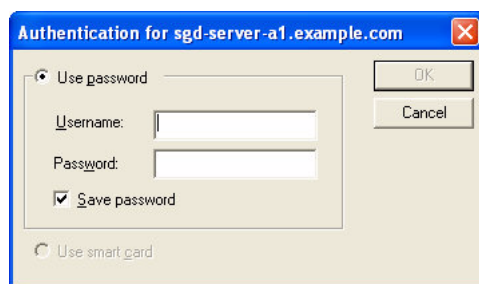 Authentication for sgd-server-a1.example.com
Use password
OK
Username:
Cancel
Password:
Save password
Use smart card